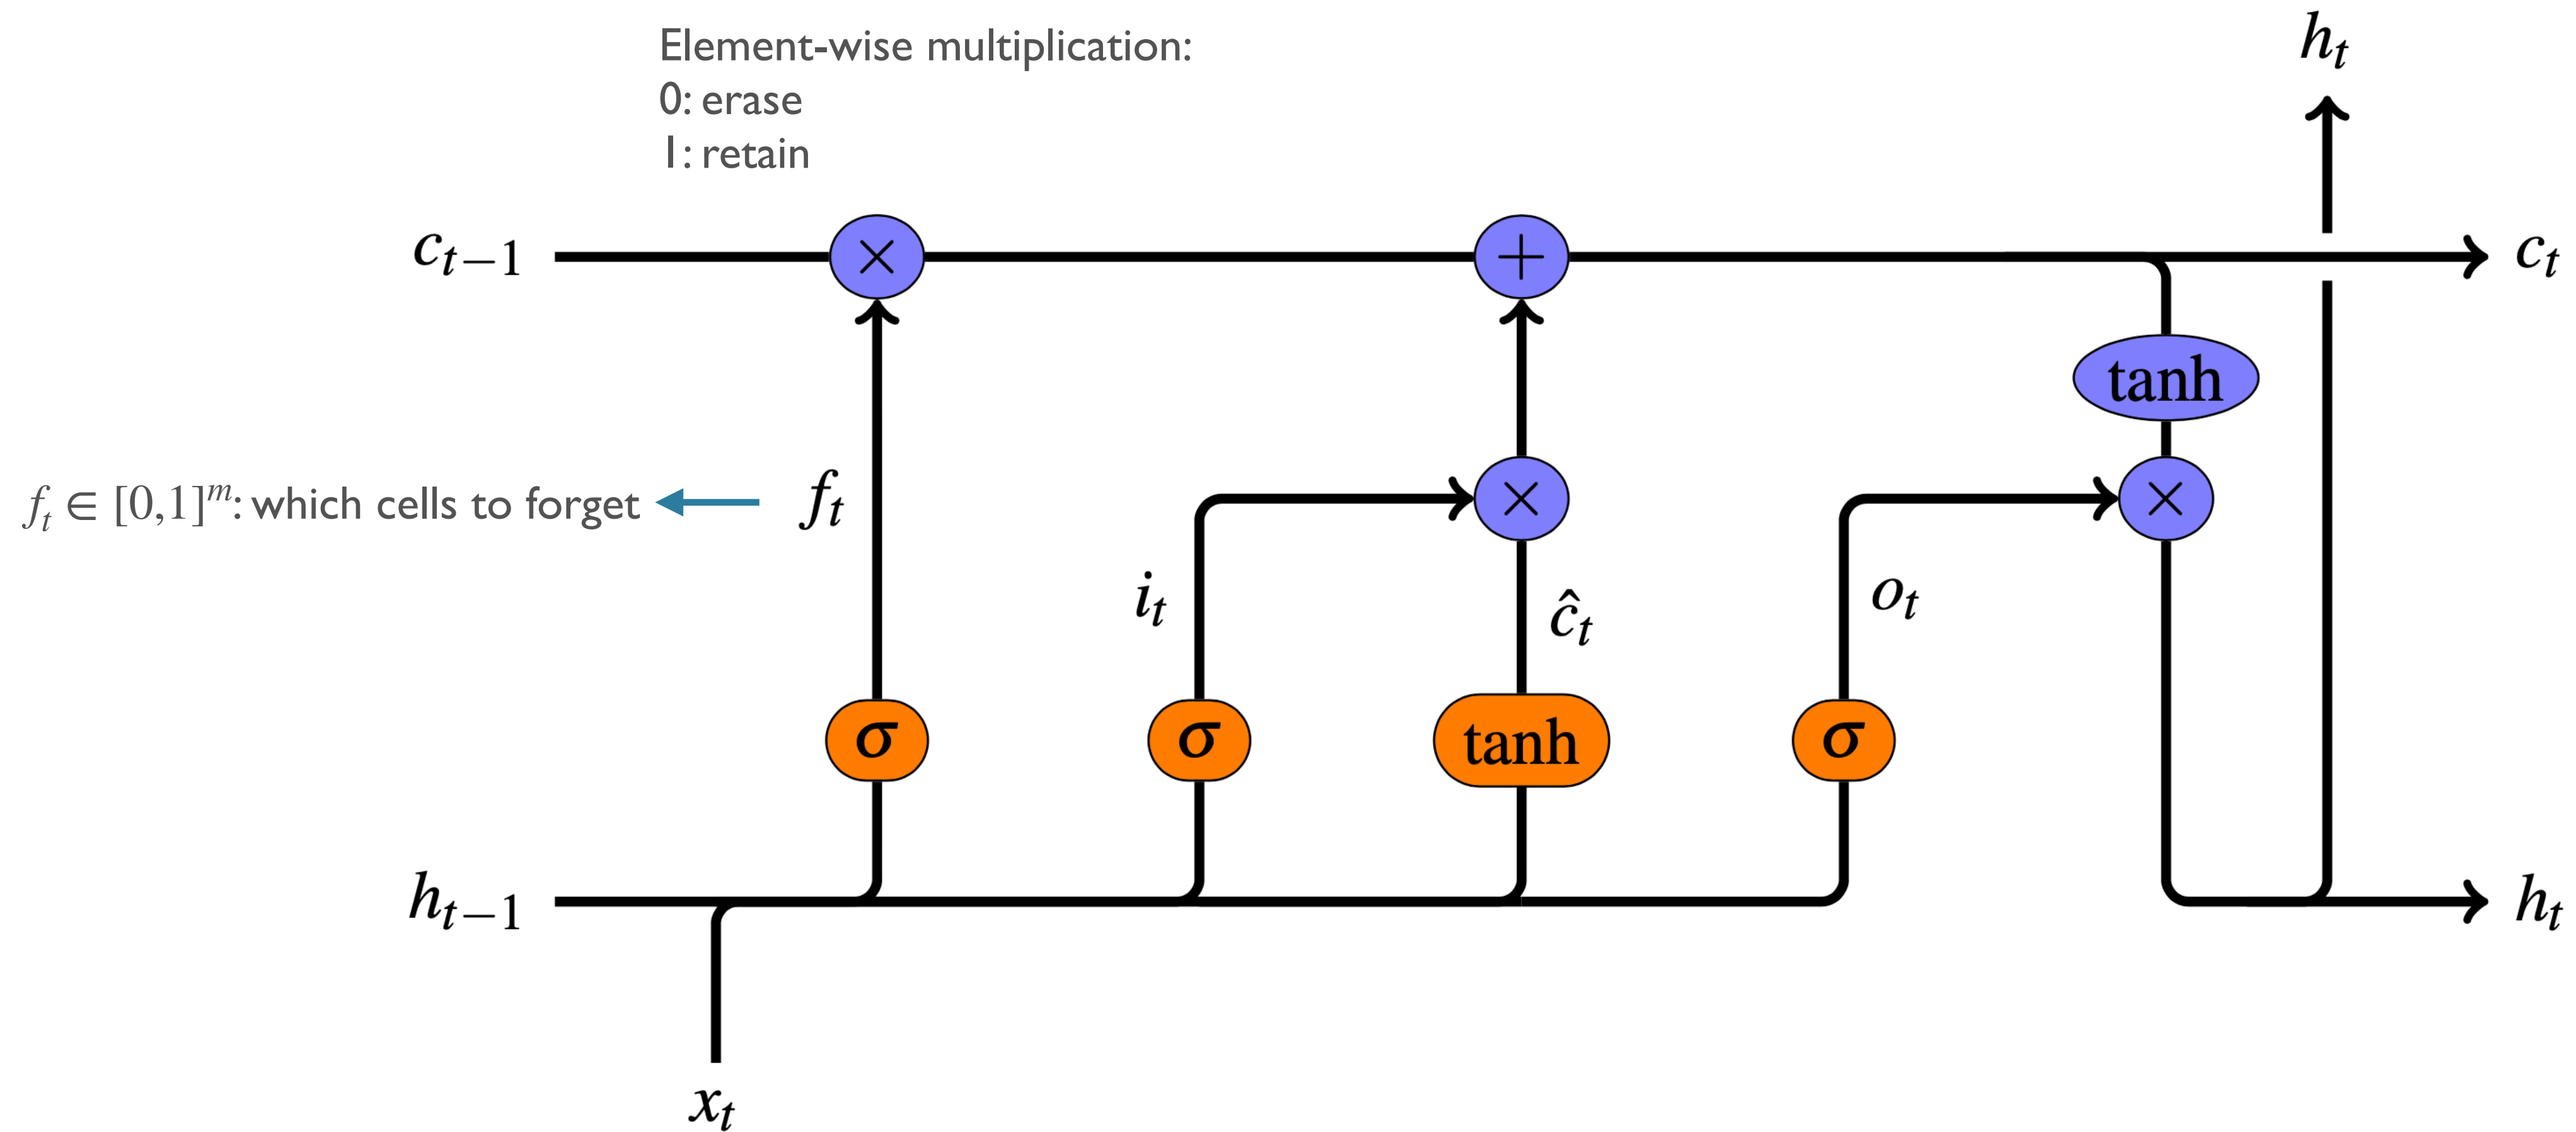 Element-wise multiplication:
0: erase
1: retain
h_t
c_{t−1}
×
+
c_t
tanh
f_t ∈ [0,1]^m: which cells to forget
f_t
×
×
i_t
ĉ_t
o_t
σ
σ
tanh
σ
h_{t−1}
h_t
x_t